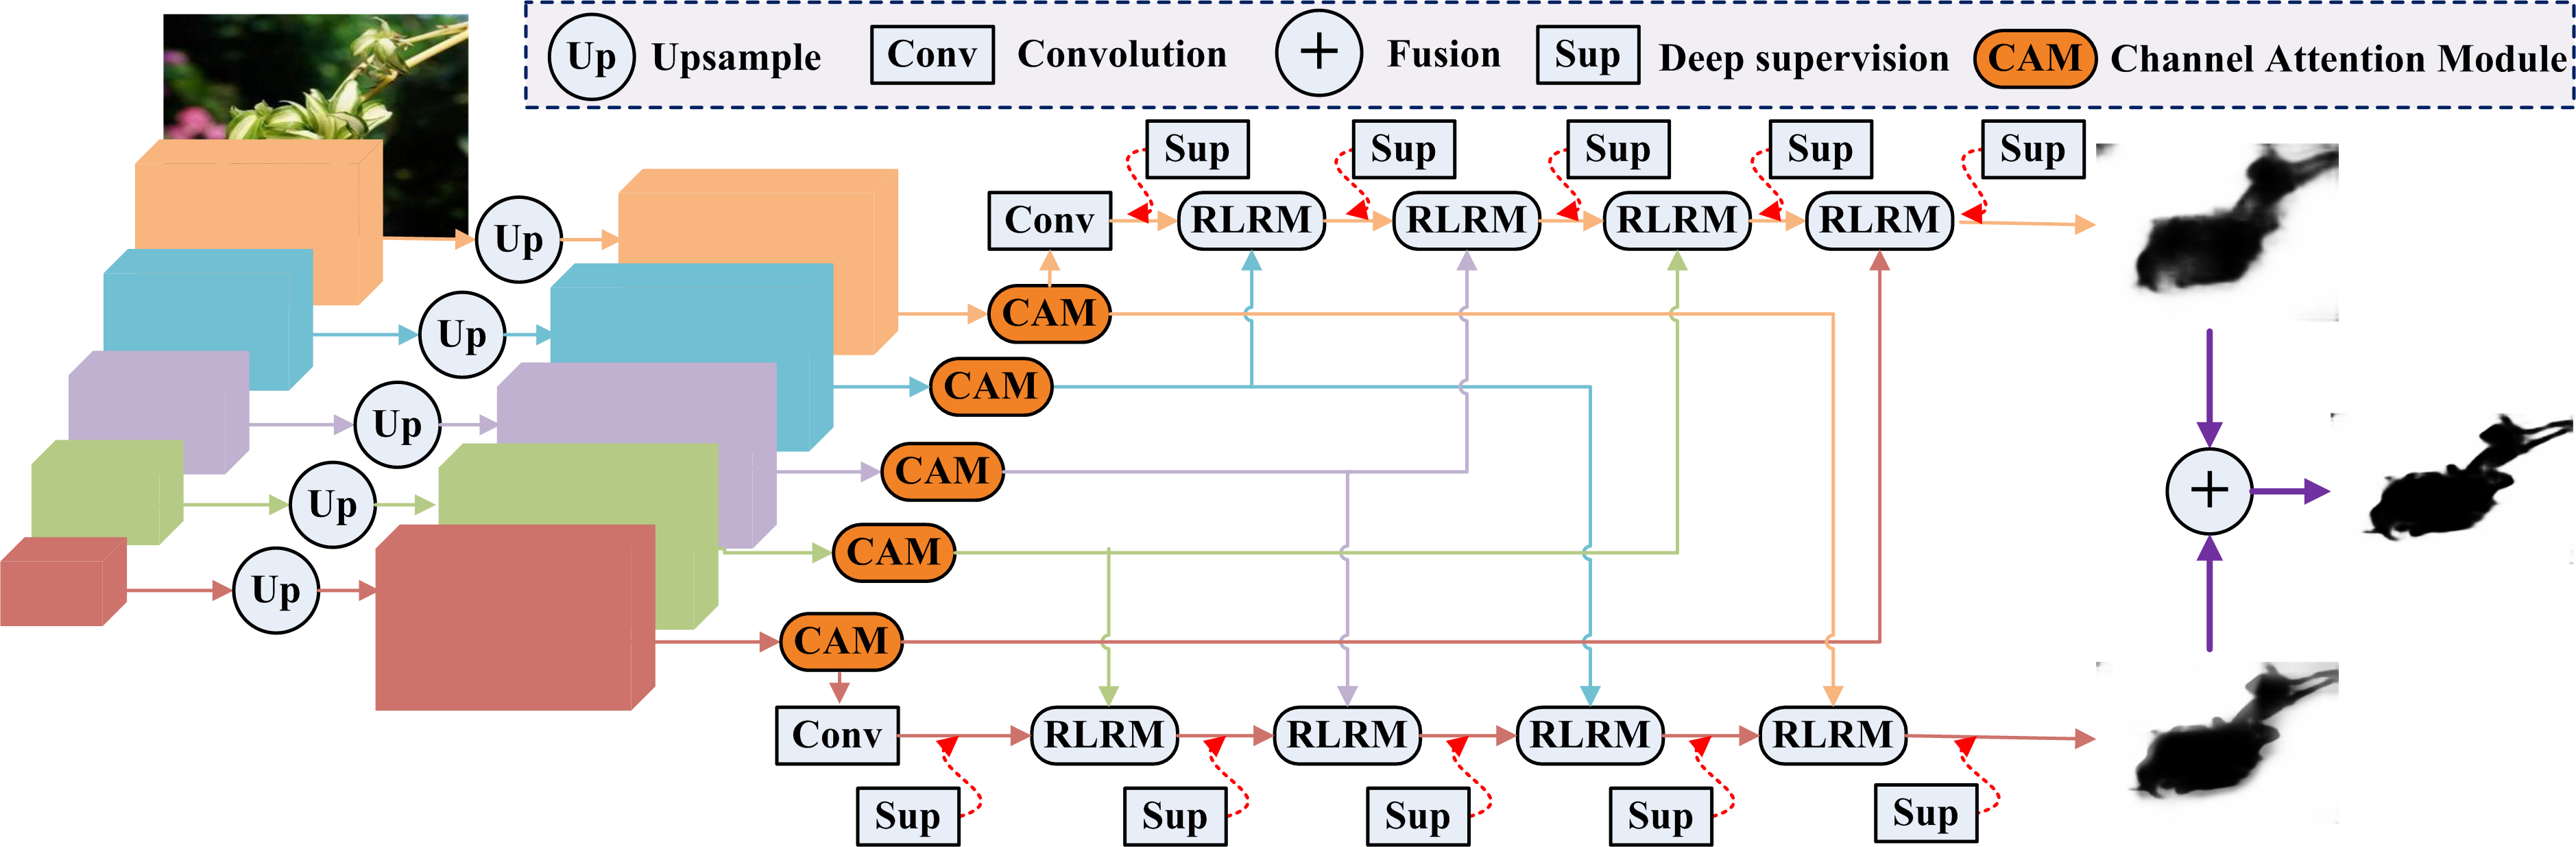 Up Upsample Conv Convolution + Fusion Sup Deep supervision CAM Channel Attention Module
Sup Sup Sup Sup Sup
Up Conv RLRM RLRM RLRM RLRM
CAM
Up
CAM
Up
CAM
Up +
CAM
Up
CAM
Conv RLRM RLRM RLRM RLRM
Sup Sup Sup Sup Sup